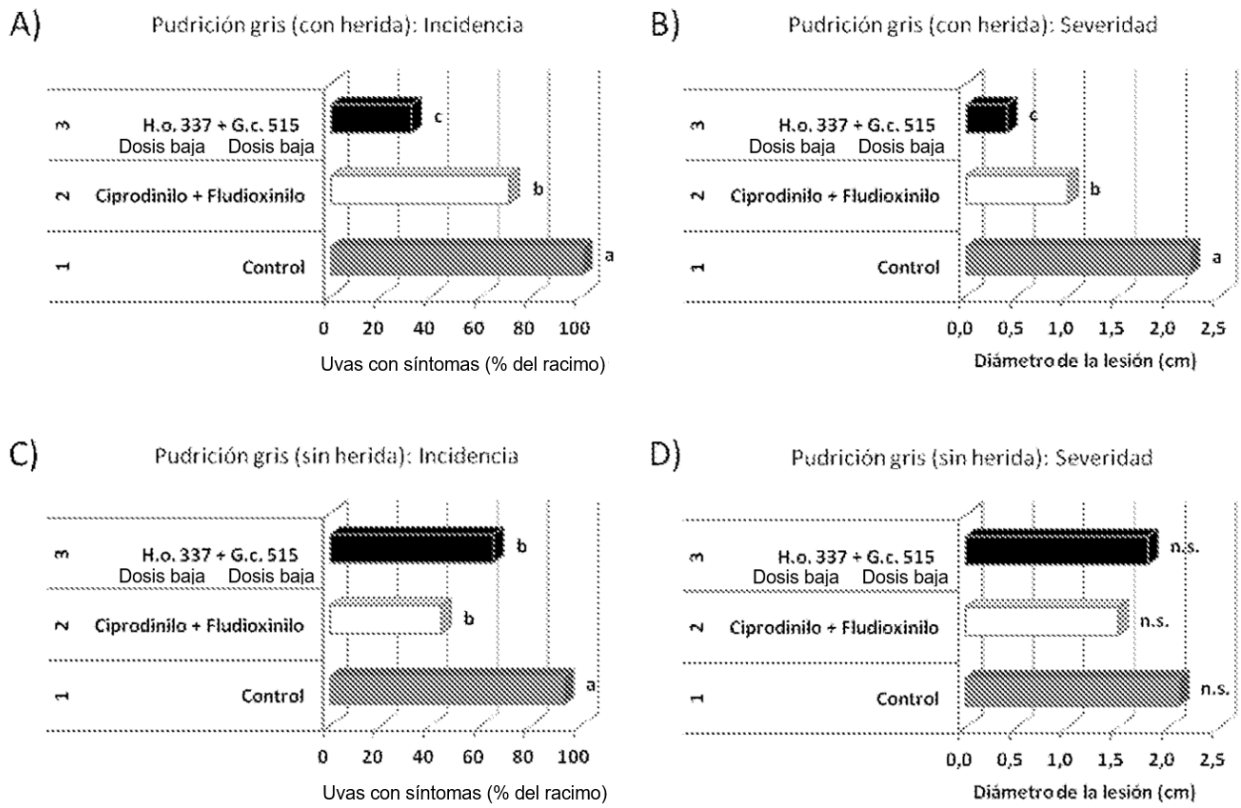 A)
Pudrición gris (con herida): Incidencia
3
H.o. 337 + G.c. 515
Dosis baja Dosis baja
c
2
Ciprodinilo + Fludioxinilo
b
1
Control
a
0 20 40 60 80 100
Uvas con síntomas (% del racimo)
B)
Pudrición gris (con herida): Severidad
3
H.o. 337 + G.c. 515
Dosis baja Dosis baja
c
2
Ciprodinilo + Fludioxinilo
b
1
Control
a
0,0 0,5 1,0 1,5 2,0 2,5
Diámetro de la lesión (cm)
C)
Pudrición gris (sin herida): Incidencia
3
H.o. 337 + G.c. 515
Dosis baja Dosis baja
b
2
Ciprodinilo + Fludioxinilo
b
1
Control
a
0 20 40 60 80 100
Uvas con síntomas (% del racimo)
D)
Pudrición gris (sin herida): Severidad
3
H.o. 337 + G.c. 515
Dosis baja Dosis baja
n.s.
2
Ciprodinilo + Fludioxinilo
n.s.
1
Control
n.s.
0,0 0,5 1,0 1,5 2,0 2,5
Diámetro de la lesión (cm)